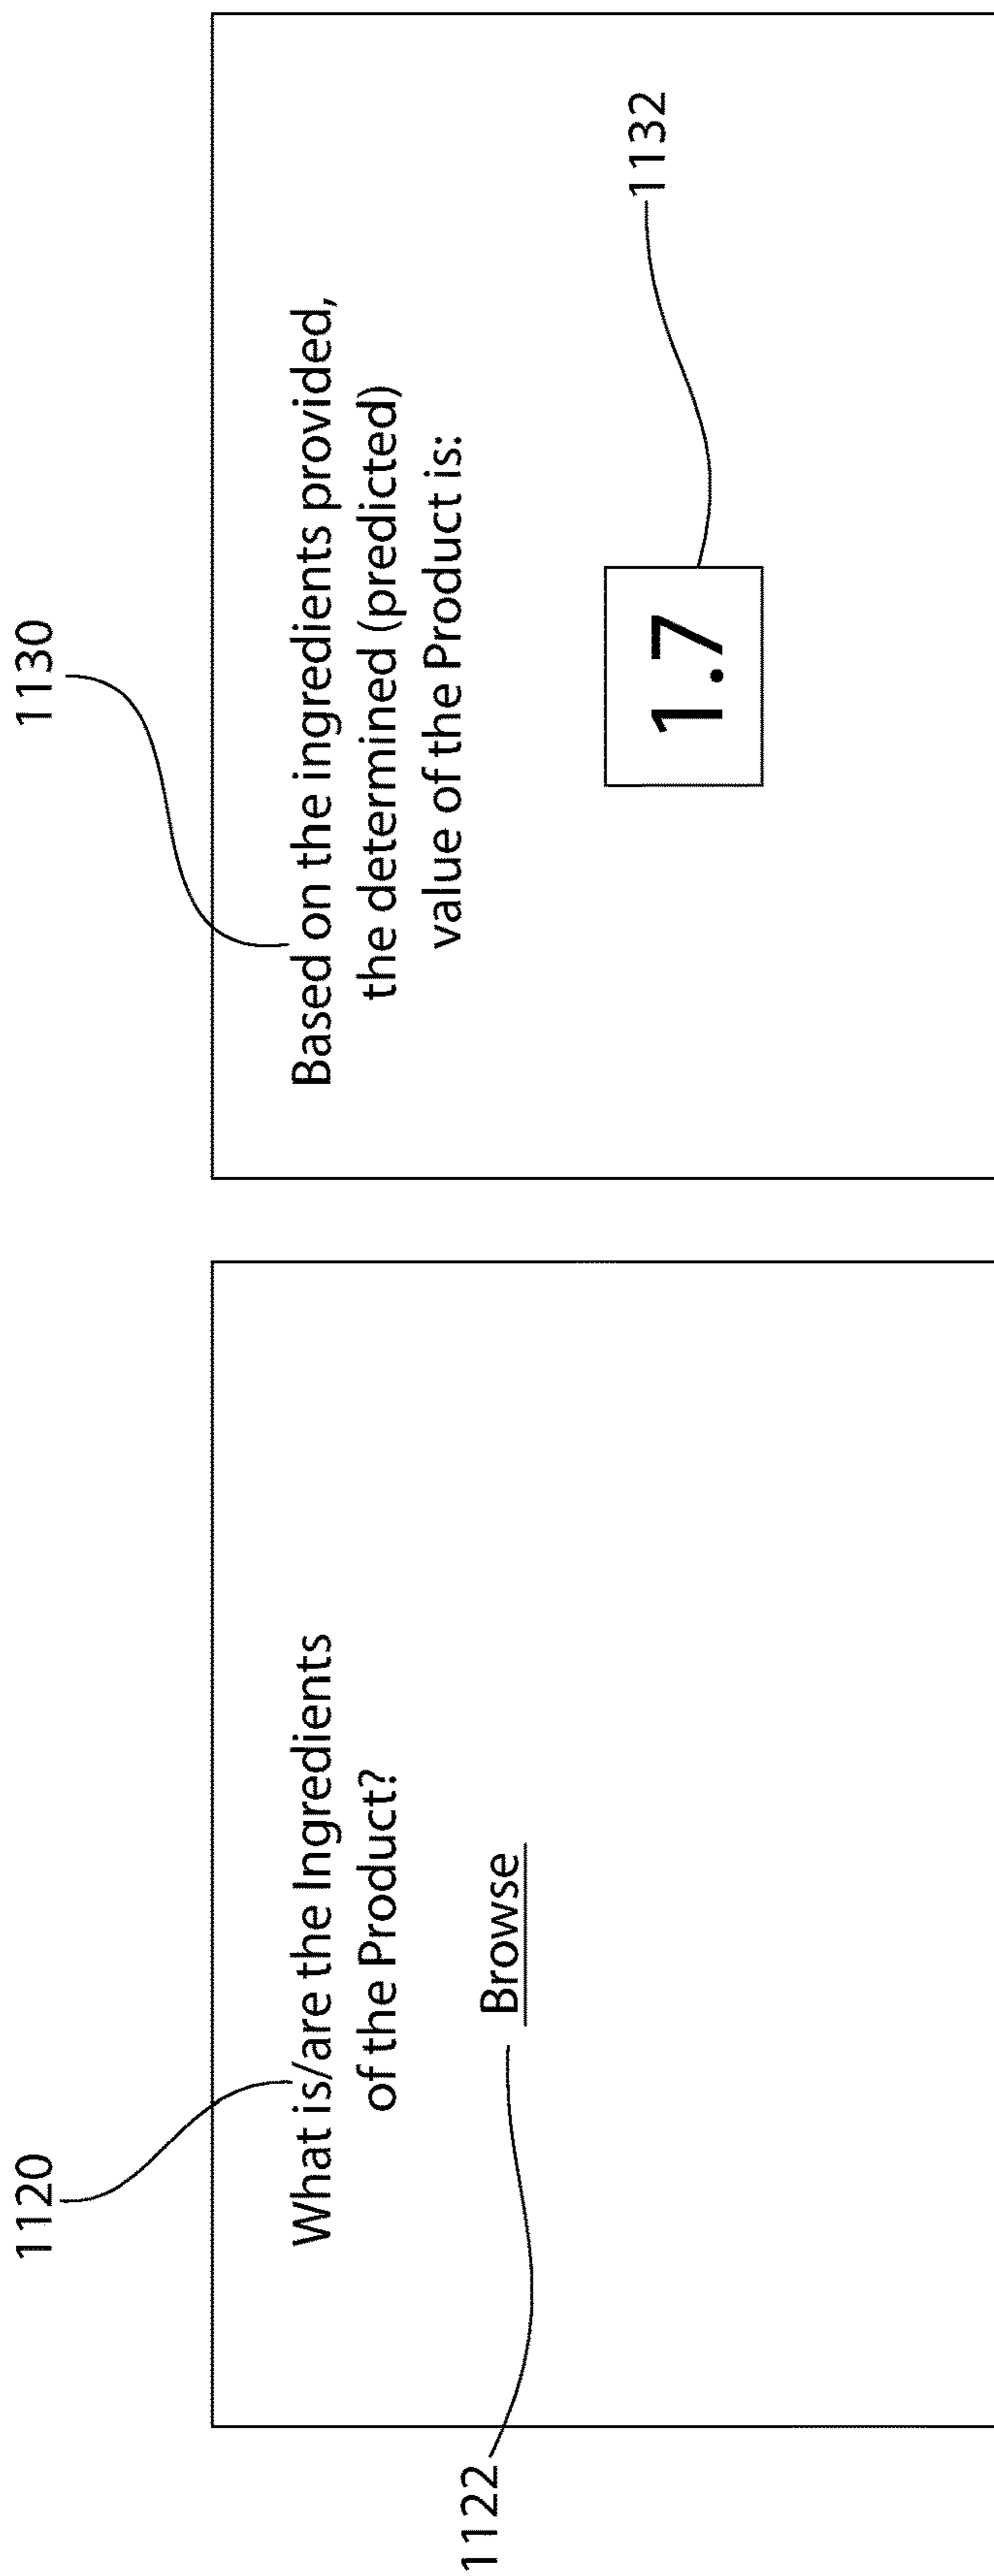 1120
What is/are the Ingredients
of the Product?
1122
Browse
1130
Based on the ingredients provided,
the determined (predicted)
value of the Product is:
1.7
1132